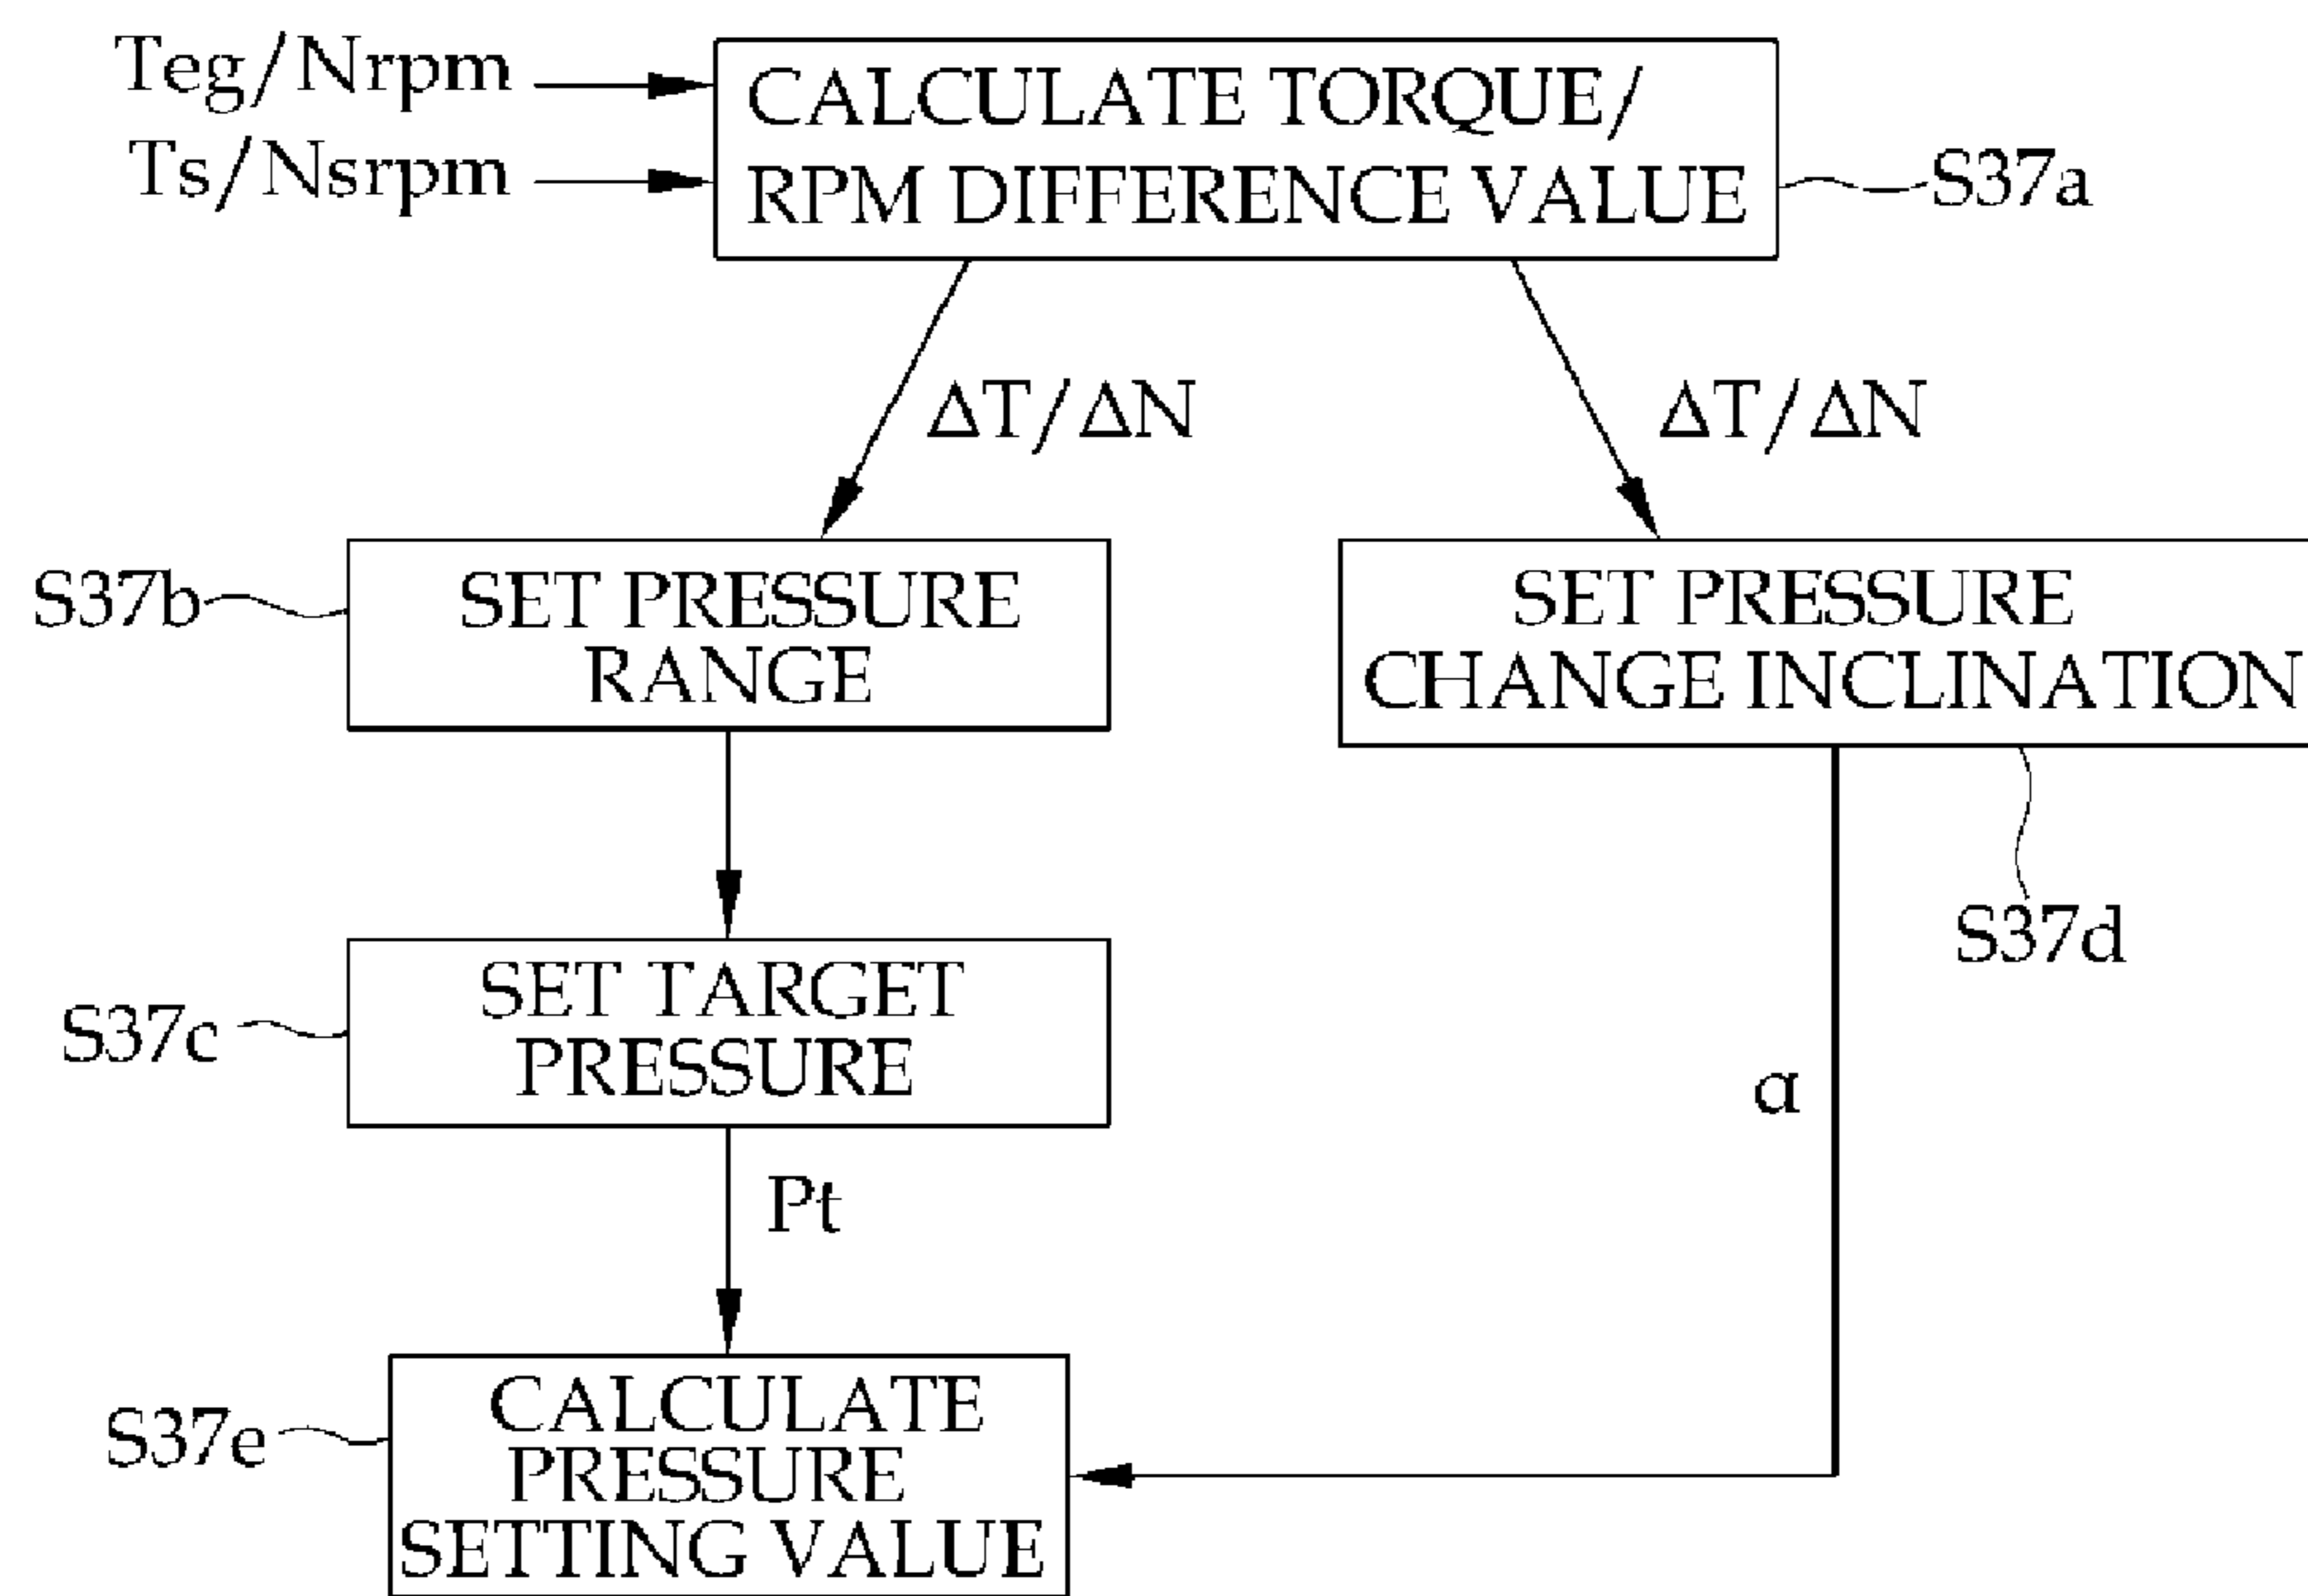 Teg/Nrpm
Ts/Nsrpm
CALCULATE TORQUE/
RPM DIFFERENCE VALUE
S37a
ΔT/ΔN
ΔT/ΔN
S37b
SET PRESSURE
RANGE
SET PRESSURE
CHANGE INCLINATION
S37d
S37c
SET TARGET
PRESSURE
α
Pt
S37e
CALCULATE
PRESSURE
SETTING VALUE